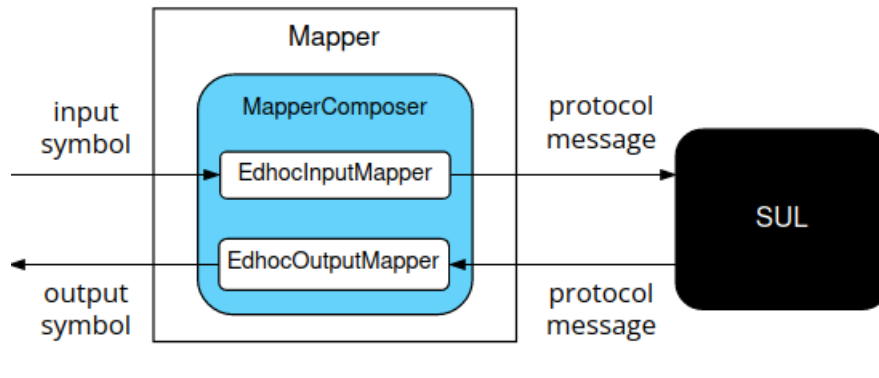 Mapper
MapperComposer
input
symbol
EdhocInputMapper
protocol
message
SUL
EdhocOutputMapper
output
symbol
protocol
message